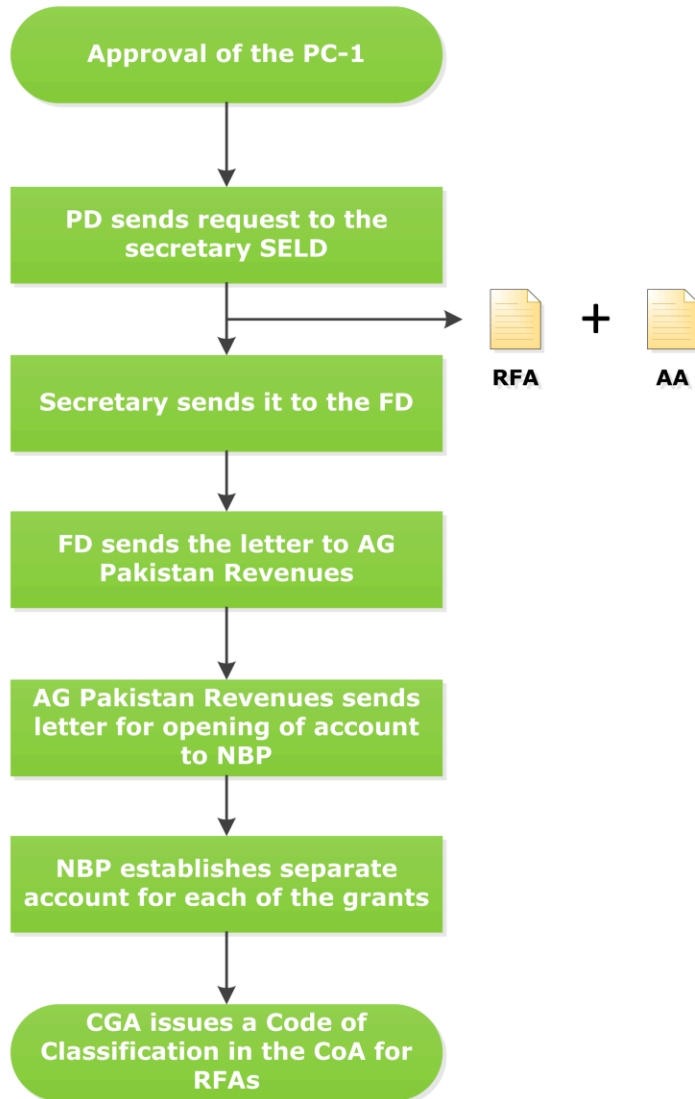 Approval of the PC-1
PD sends request to the
secretary SELD
RFA
+
AA
Secretary sends it to the FD
FD sends the letter to AG
Pakistan Revenues
AG Pakistan Revenues sends
letter for opening of account
to NBP
NBP establishes separate
account for each of the grants
CGA issues a Code of
Classification in the CoA for
RFAs